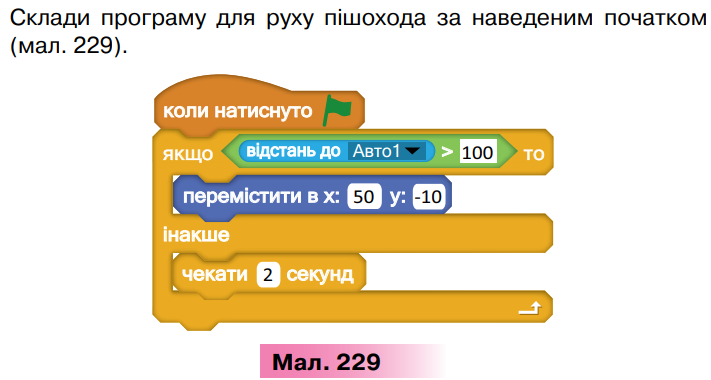 Склади програму для руху пішохода за наведеним початком
(мал. 229).
коли натиснуто
якщо відстань до Авто1 > 100 то
перемістити в x: 50 y: -10
інакше
чекати 2 секунд
Мал. 229